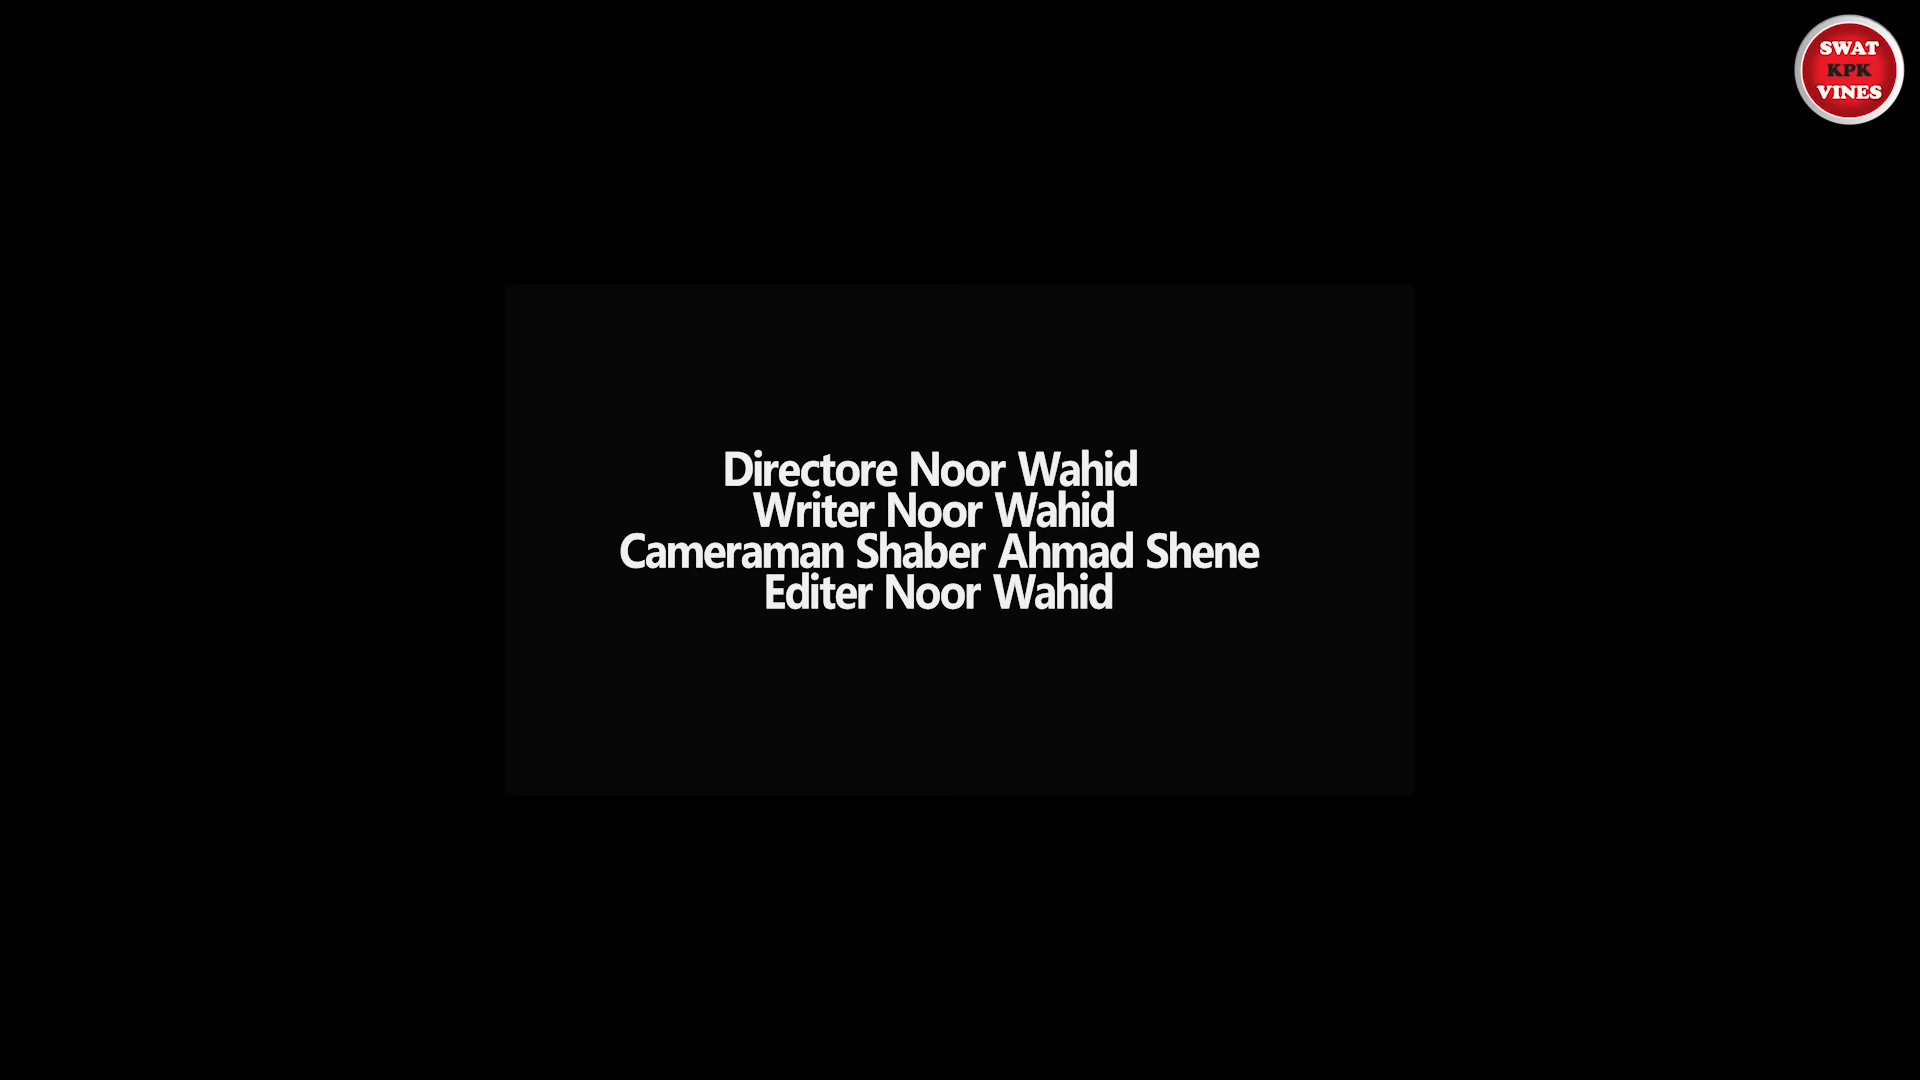 SWAT
KPK
VINES
Directore Noor Wahid
Writer Noor Wahid
Cameraman Shaber Ahmad Shene
Editer Noor Wahid